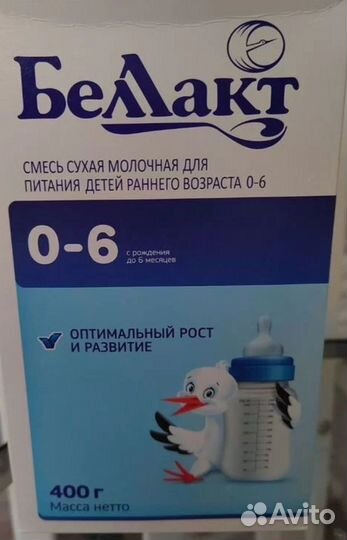 Беллакт
СМЕСЬ СУХАЯ МОЛОЧНАЯ ДЛЯ
ПИТАНИЯ ДЕТЕЙ РАННЕГО ВОЗРАСТА 0-6
0-6
с рождения
до 6 месяцев
ОПТИМАЛЬНЫЙ РОСТ
И РАЗВИТИЕ
400 г
Масса нетто
Avito